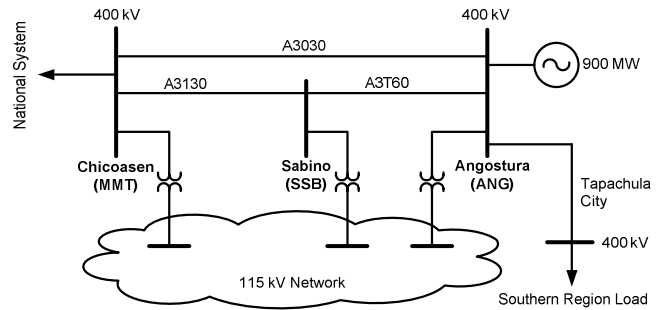 400 kV
400 kV
National System
A3030
900 MW
A3130
A3T60
Chicoasen
(MMT)
Sabino
(SSB)
Angostura
(ANG)
Tapachula
City
400 kV
115 kV Network
Southern Region Load